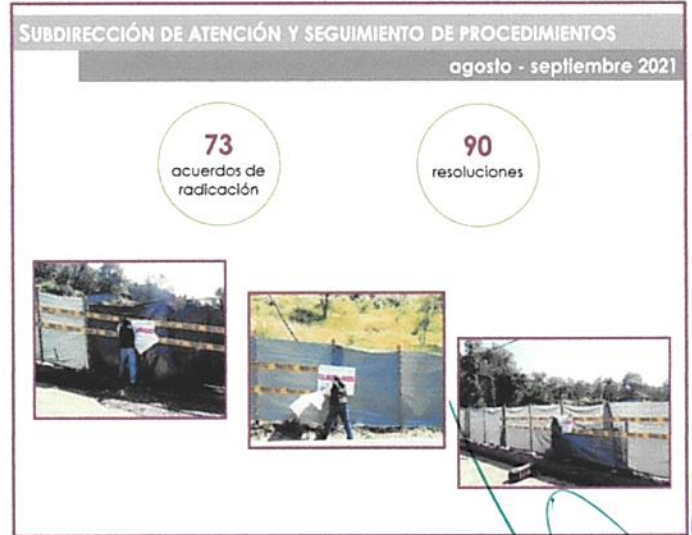 SUBDIRECCIÓN DE ATENCIÓN Y SEGUIMIENTO DE PROCEDIMIENTOS
agosto - septiembre 2021
73
acuerdos de
radicación
90
resoluciones